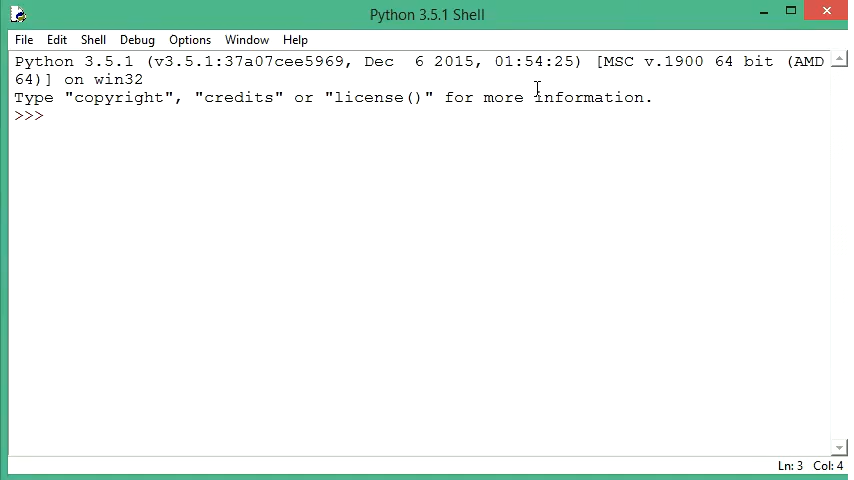 Python 3.5.1 Shell
File Edit Shell Debug Options Window Help
Python 3.5.1 (v3.5.1:37a07cee5969, Dec  6 2015, 01:54:25) [MSC v.1900 64 bit (AMD
64)] on win32
Type "copyright", "credits" or "license()" for more information.
>>>
Ln: 3 Col: 4